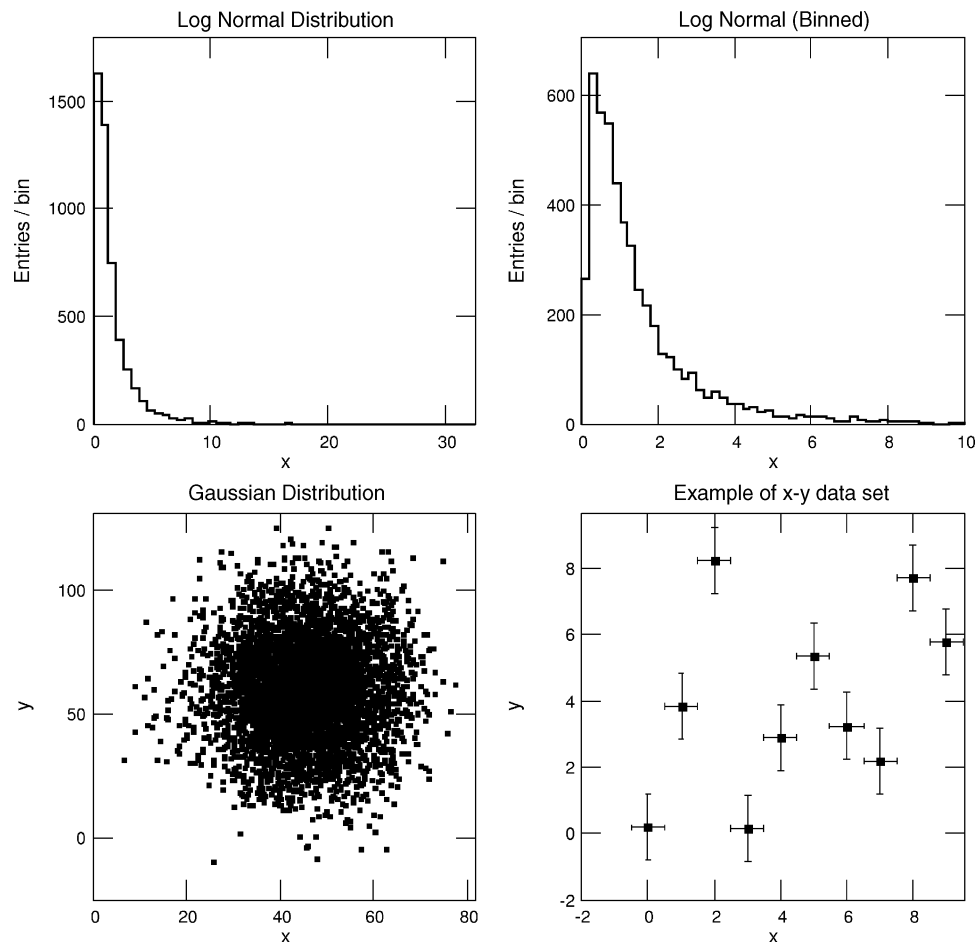 Log Normal Distribution
1500
1000
500
0
Entries / bin
0 10 20 30
x
Log Normal (Binned)
600
400
200
0
Entries / bin
0 2 4 6 8 10
x
Gaussian Distribution
100
50
0
y
0 20 40 60 80
x
Example of x-y data set
8
6
4
2
0
-2
y
-2 0 2 4 6 8
x